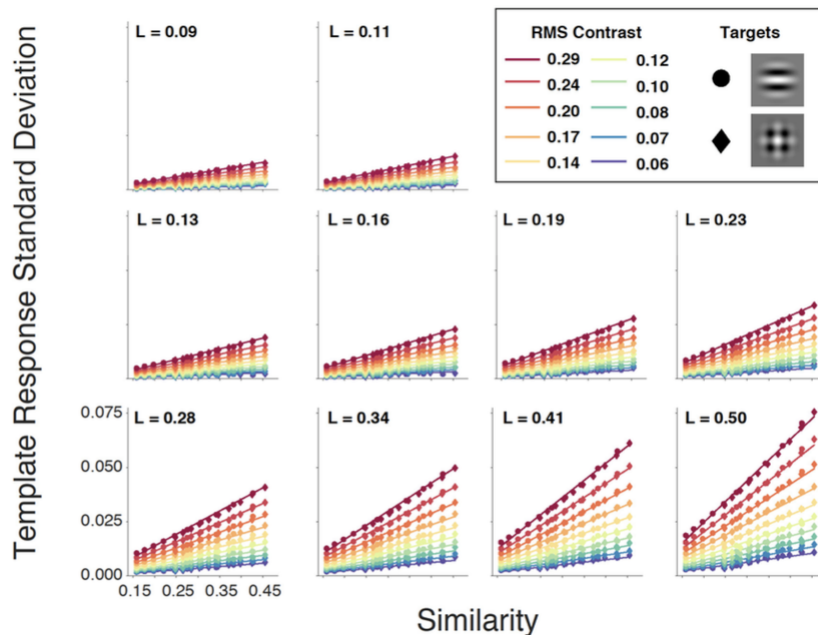 L = 0.09
L = 0.11
RMS Contrast
Targets
0.29
0.12
0.24
0.10
0.20
0.08
0.17
0.07
0.14
0.06
Template Response Standard Deviation
L = 0.13
L = 0.16
L = 0.19
L = 0.23
L = 0.28
L = 0.34
L = 0.41
L = 0.50
0.075
0.050
0.025
0.000
0.15 0.25 0.35 0.45
Similarity